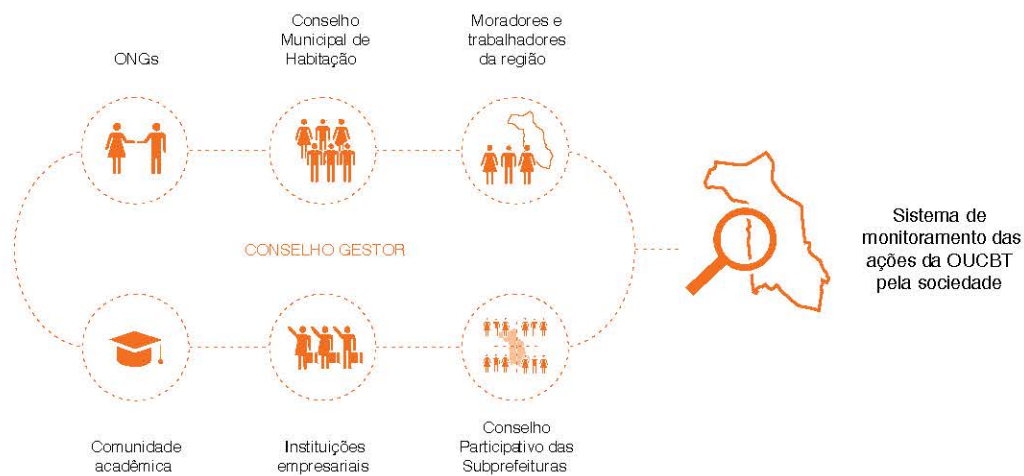 ONGs
Conselho
Municipal de
Habitação
Moradores e
trabalhadores
da região
CONSELHO GESTOR
Sistema de
monitoramento das
ações da OUCBT
pela sociedade
Comunidade
acadêmica
Instituições
empresariais
Conselho
Participativo das
Subprefeituras